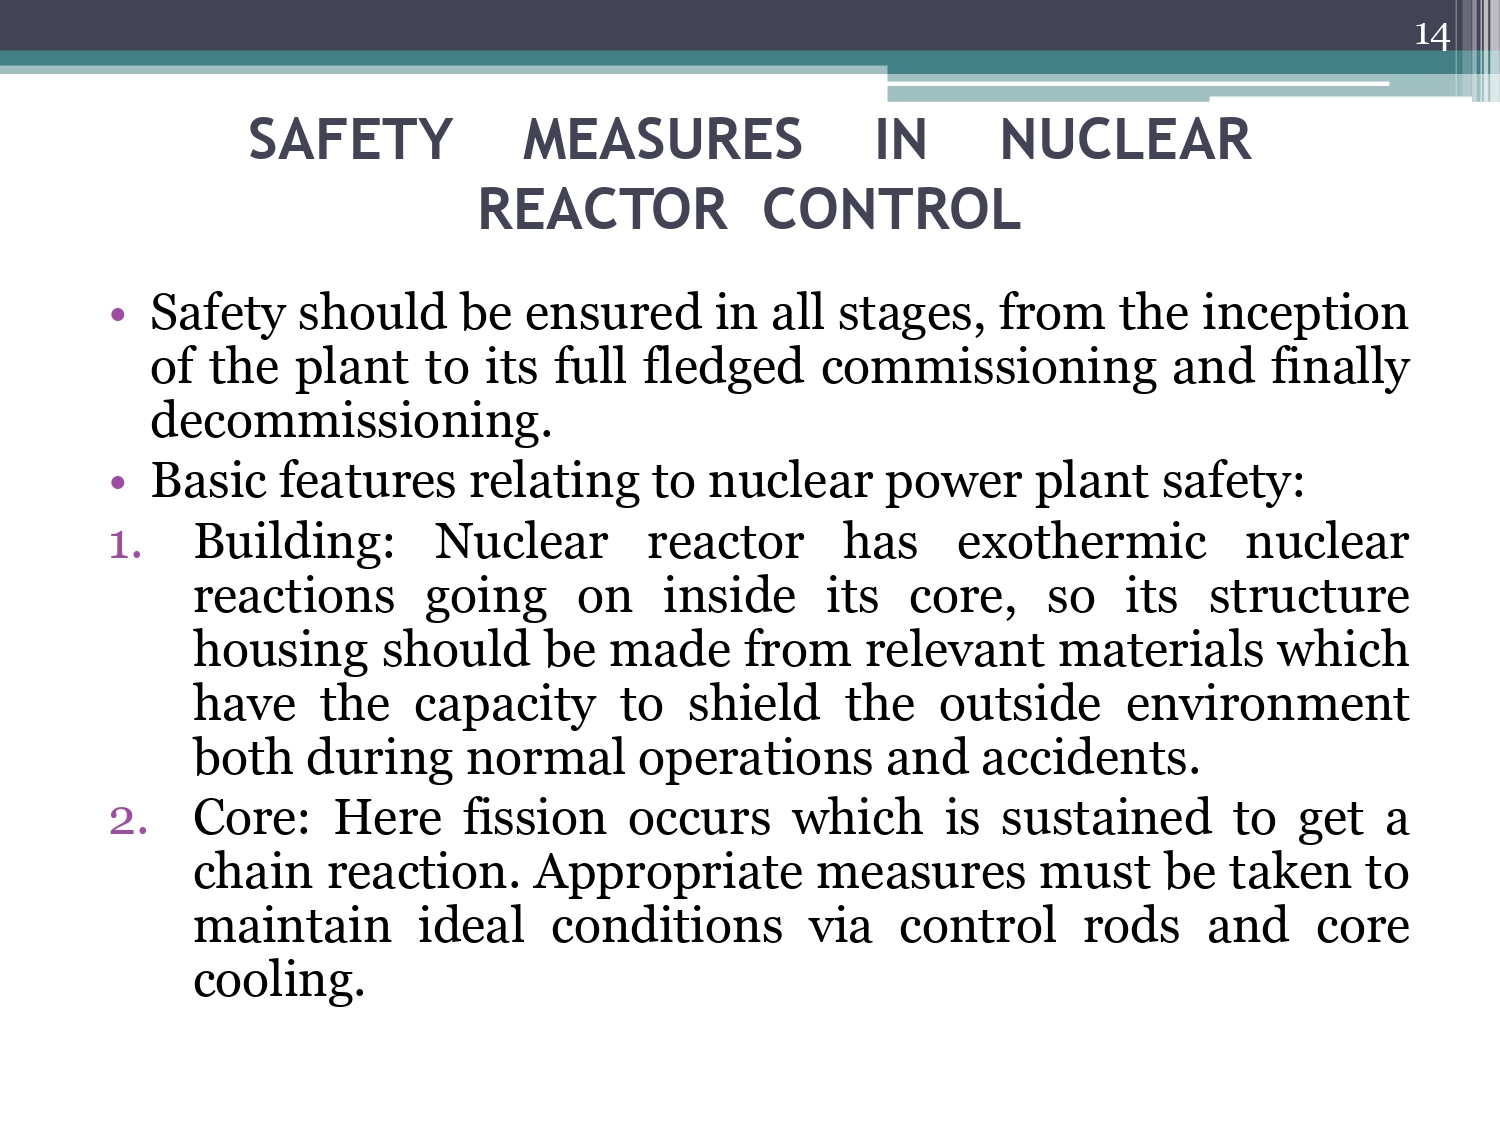 14
SAFETY MEASURES IN NUCLEAR
REACTOR CONTROL
• Safety should be ensured in all stages, from the inception
of the plant to its full fledged commissioning and finally
decommissioning.
• Basic features relating to nuclear power plant safety:
1. Building: Nuclear reactor has exothermic nuclear
reactions going on inside its core, so its structure
housing should be made from relevant materials which
have the capacity to shield the outside environment
both during normal operations and accidents.
2. Core: Here fission occurs which is sustained to get a
chain reaction. Appropriate measures must be taken to
maintain ideal conditions via control rods and core
cooling.